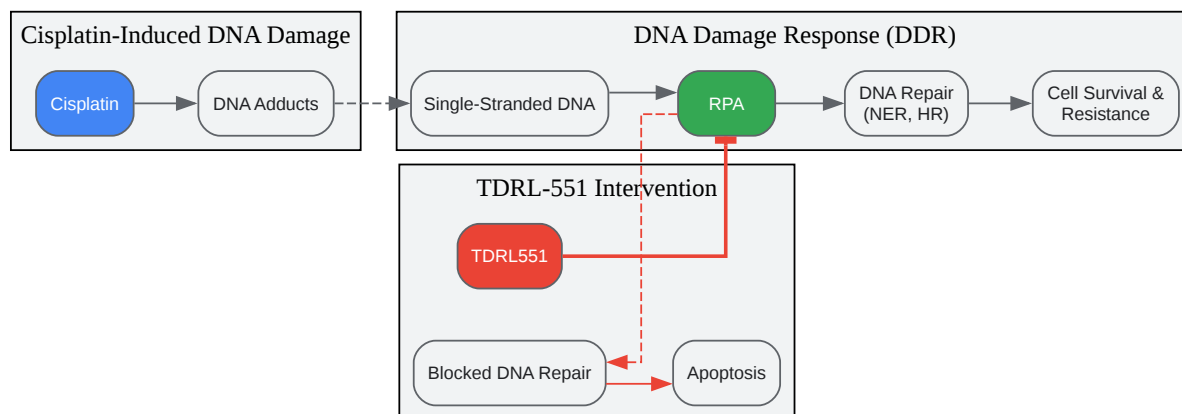 Cisplatin-Induced DNA Damage
DNA Damage Response (DDR)
Cisplatin
DNA Adducts
Single-Stranded DNA
RPA
DNA Repair
(NER, HR)
Cell Survival &
Resistance
TDRL-551 Intervention
TDRL551
Blocked DNA Repair
Apoptosis